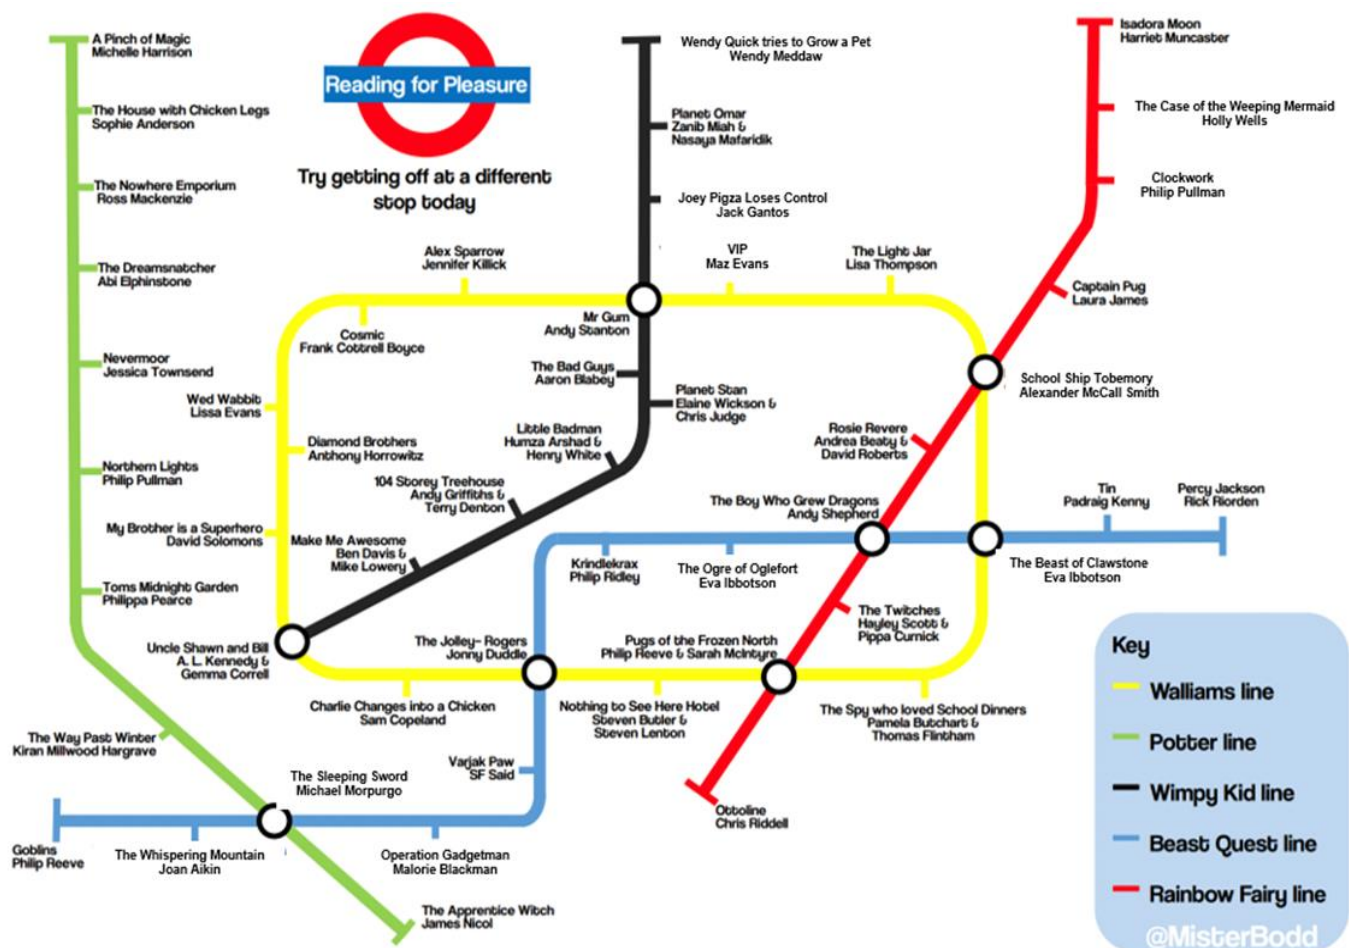 A Pinch of Magic
Michelle Harrison
The House with Chicken Legs
Sophie Anderson
The Nowhere Emporium
Ross Mackenzie
The Dreamsnatcher
Abi Elphinstone
Nevermoor
Jessica Townsend
Northern Lights
Philip Pullman
Toms Midnight Garden
Philippa Pearce
The Way Past Winter
Kiran Millwood Hargrave
The Sleeping Sword
Michael Morpurgo
The Apprentice Witch
James Nicol
Reading for Pleasure
Try getting off at a different
stop today
Wendy Quick tries to Grow a Pet
Wendy Meddaw
Planet Omar
Zanib Miah &
Nasaya Mafaridik
Joey Pigza Loses Control
Jack Gantos
Mr Gum
Andy Stanton
The Bad Guys
Aaron Blabey
Planet Stan
Elaine Wickson &
Chris Judge
Little Badman
Humza Arshad &
Henry White
104 Storey Treehouse
Andy Griffiths &
Terry Denton
Make Me Awesome
Ben Davis &
Mike Lowery
Uncle Shawn and Bill
A. L. Kennedy &
Gemma Correll
Alex Sparrow
Jennifer Killick
VIP
Maz Evans
The Light Jar
Lisa Thompson
Cosmic
Frank Cottrell Boyce
Wed Wabbit
Lissa Evans
Diamond Brothers
Anthony Horrowitz
My Brother is a Superhero
David Solomons
Charlie Changes into a Chicken
Sam Copeland
The Jolley- Rogers
Jonny Duddle
Nothing to See Here Hotel
Steven Butler &
Steven Lenton
Pugs of the Frozen North
Philip Reeve & Sarah McIntyre
The Spy who loved School Dinners
Pamela Butchart &
Thomas Flintham
Isadora Moon
Harriet Muncaster
The Case of the Weeping Mermaid
Holly Wells
Clockwork
Philip Pullman
Captain Pug
Laura James
School Ship Tobemory
Alexander McCall Smith
Rosie Revere
Andrea Beaty &
David Roberts
The Boy Who Grew Dragons
Andy Shepherd
The Twitches
Hayley Scott &
Pippa Curnick
Ottoline
Chris Riddell
Tin
Padraig Kenny
Percy Jackson
Rick Riorden
The Beast of Clawstone
Eva Ibbotson
Krindlekrax
Philip Ridley
The Ogre of Oglefort
Eva Ibbotson
Varjak Paw
SF Said
Operation Gadgetman
Malorie Blackman
The Whispering Mountain
Joan Aikin
Goblins
Philip Reeve
Key
Walliams line
Potter line
Wimpy Kid line
Beast Quest line
Rainbow Fairy line
@MisterBodd